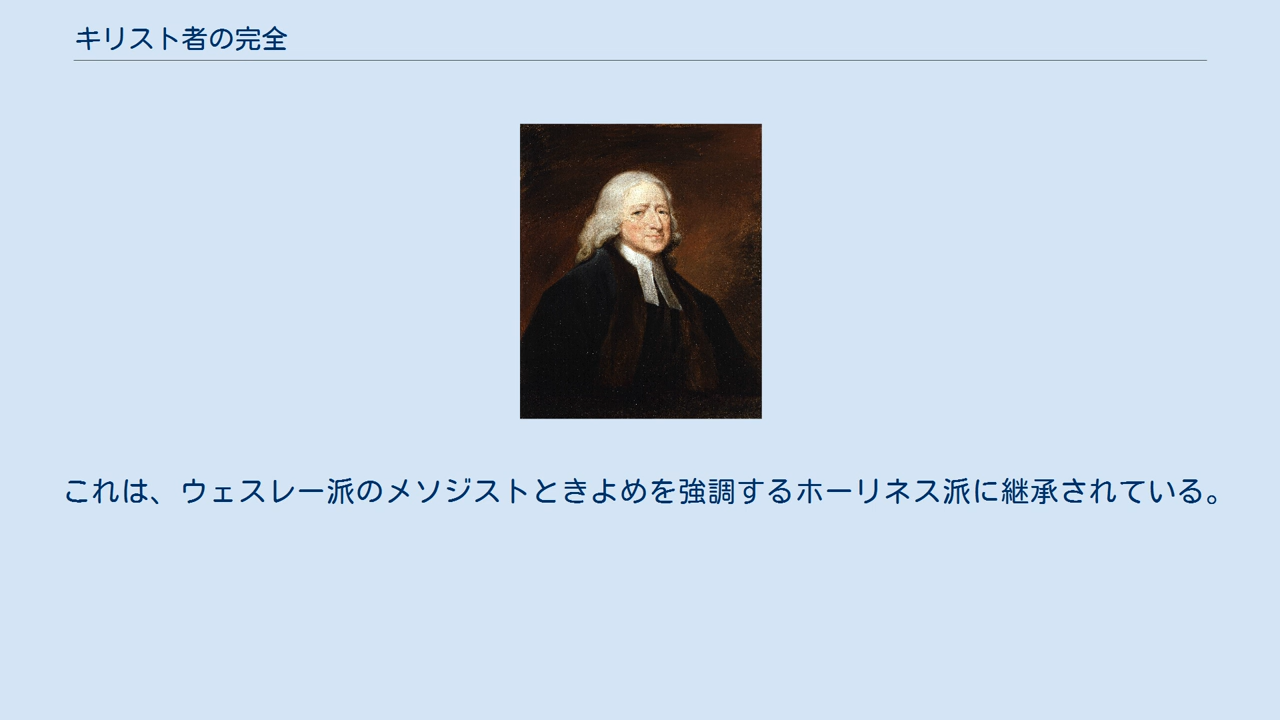 キリスト者の完全
これは、ウェスレー派のメソジストときよめを強調するホーリネス派に継承されている。